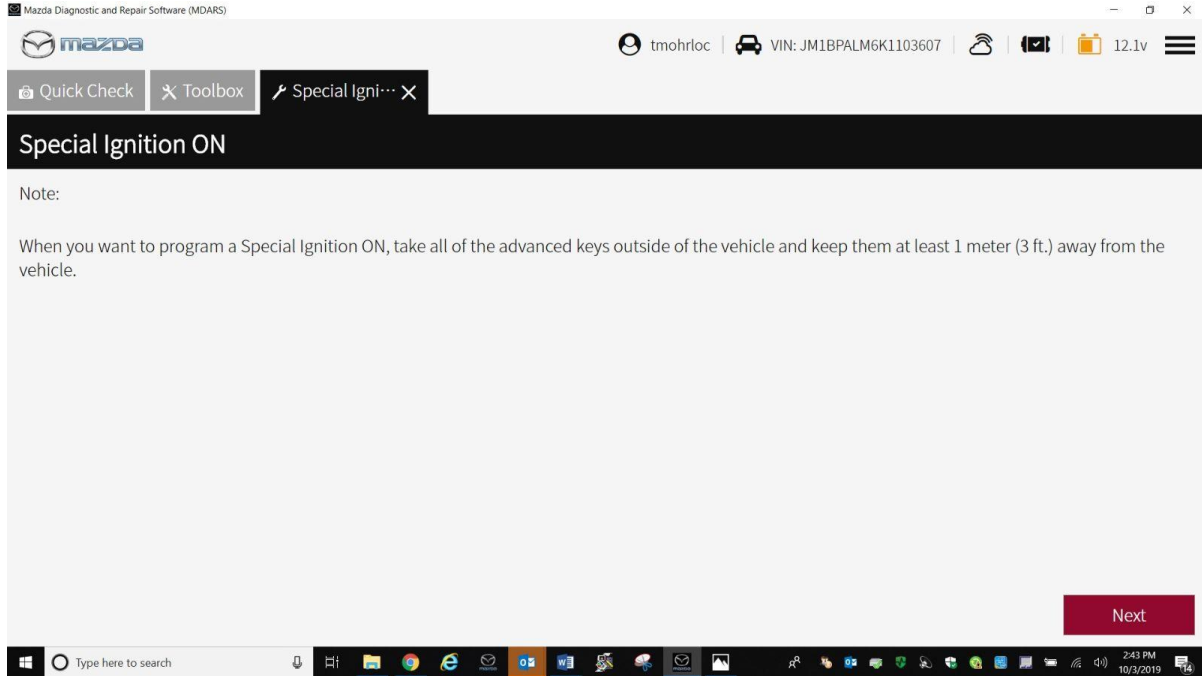 Mazda Diagnostic and Repair Software (MDARS)
mazda
tmohrloc
VIN: JM1BPALM6K1103607
12.1v
Quick Check
Toolbox
Special Igni···
Special Ignition ON
Note:
When you want to program a Special Ignition ON, take all of the advanced keys outside of the vehicle and keep them at least 1 meter (3 ft.) away from the
vehicle.
Next
Type here to search
2:43 PM
10/3/2019
14